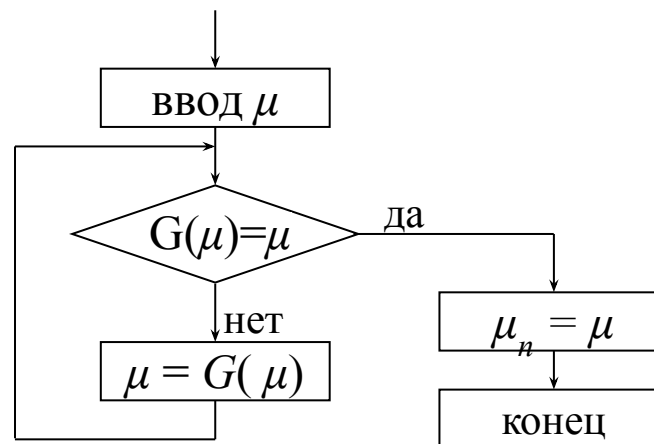 ввод μ
G(μ)=μ
да
нет
μ = G( μ)
μₙ = μ
конец